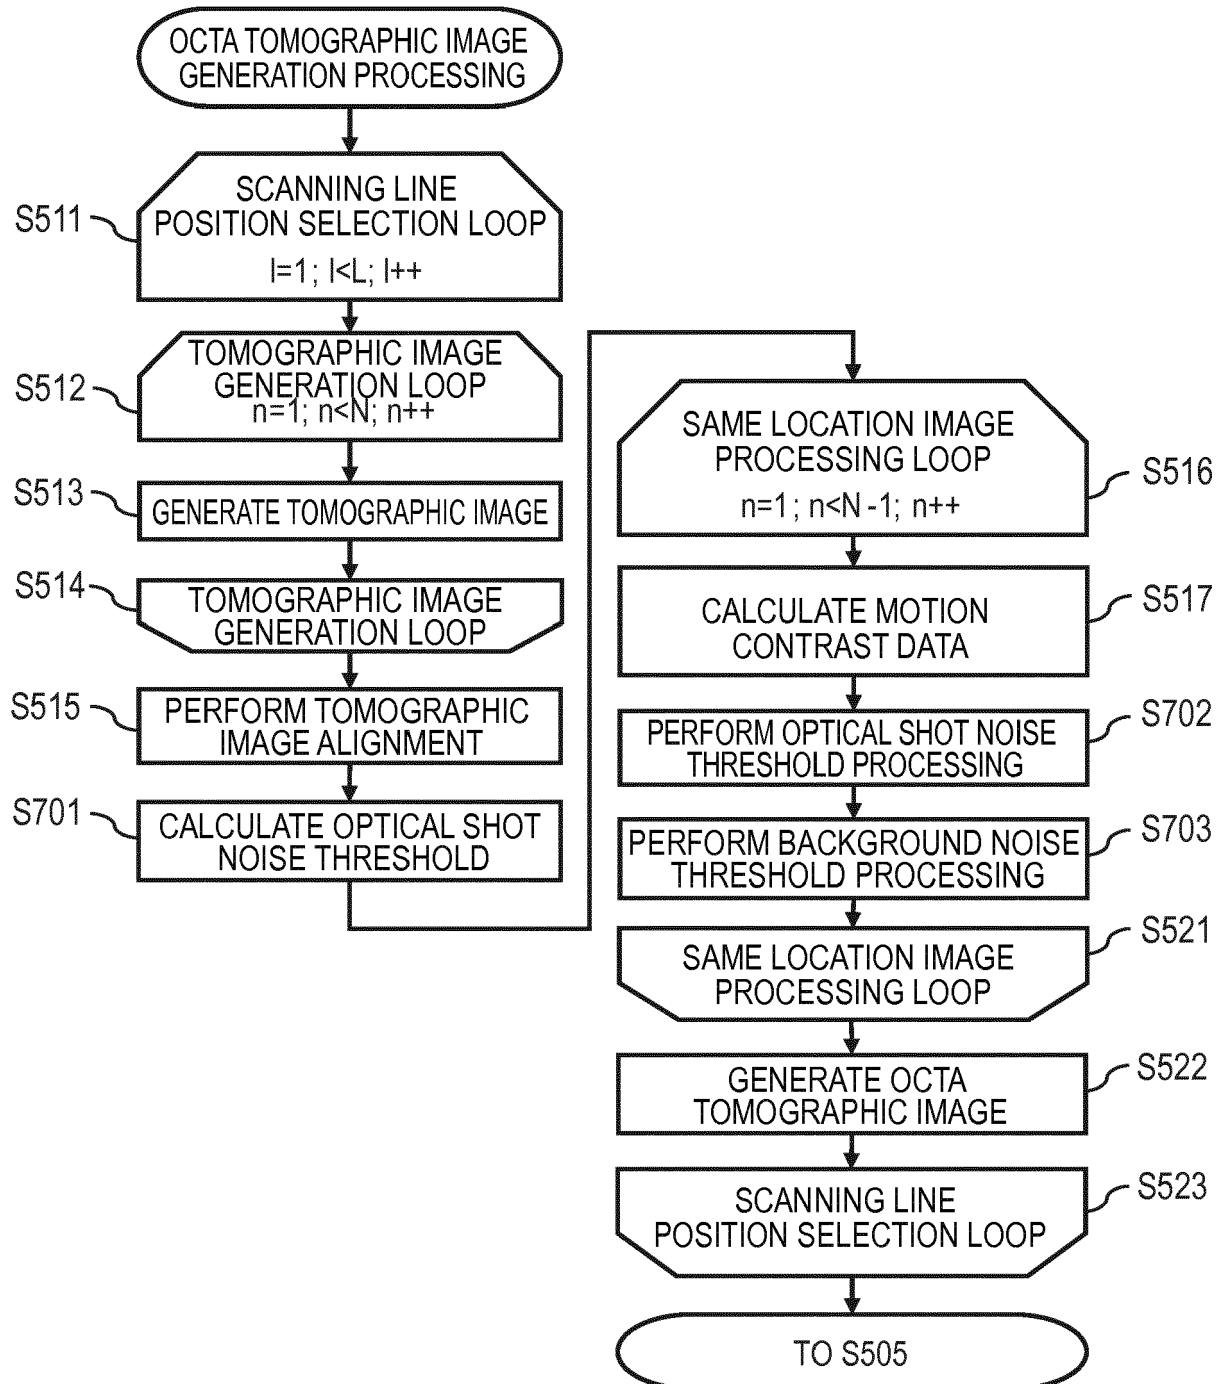 OCTA TOMOGRAPHIC IMAGE
GENERATION PROCESSING
S511
SCANNING LINE
POSITION SELECTION LOOP
l=1; l<L; l++
S512
TOMOGRAPHIC IMAGE
GENERATION LOOP
n=1; n<N; n++
S513
GENERATE TOMOGRAPHIC IMAGE
S514
TOMOGRAPHIC IMAGE
GENERATION LOOP
S515
PERFORM TOMOGRAPHIC
IMAGE ALIGNMENT
S701
CALCULATE OPTICAL SHOT
NOISE THRESHOLD
SAME LOCATION IMAGE
PROCESSING LOOP
n=1; n<N-1; n++
S516
CALCULATE MOTION
CONTRAST DATA
S517
PERFORM OPTICAL SHOT NOISE
THRESHOLD PROCESSING
S702
PERFORM BACKGROUND NOISE
THRESHOLD PROCESSING
S703
SAME LOCATION IMAGE
PROCESSING LOOP
S521
GENERATE OCTA
TOMOGRAPHIC IMAGE
S522
SCANNING LINE
POSITION SELECTION LOOP
S523
TO S505